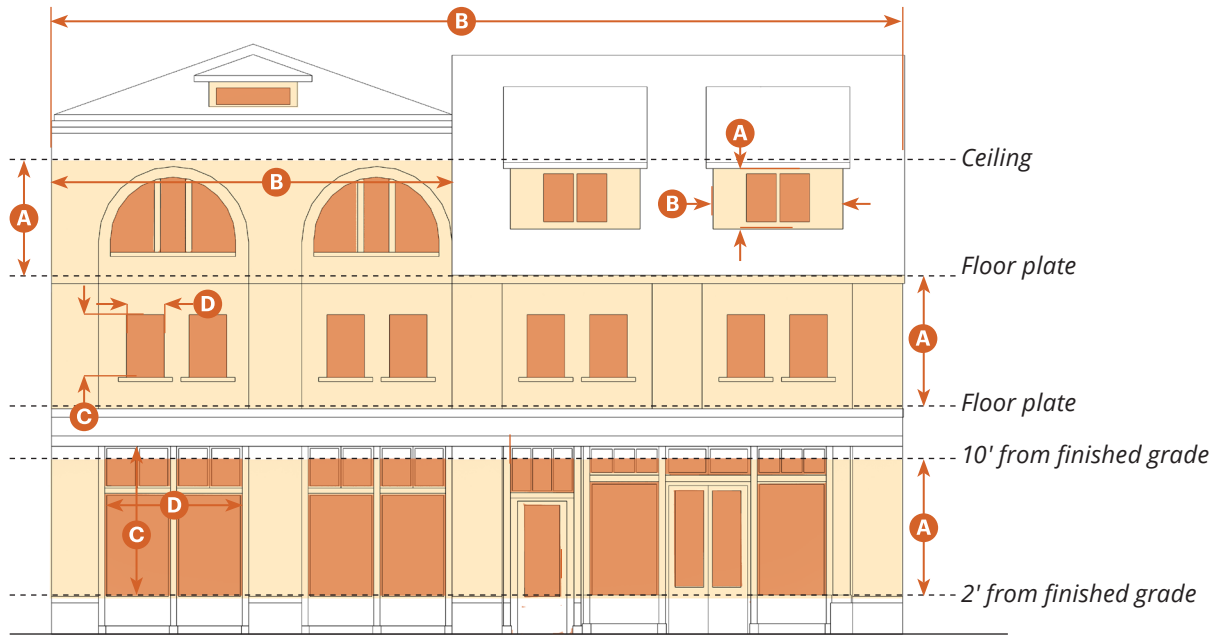 B
A
Ceiling
B
A
B
Floor plate
D
A
C
Floor plate
10' from finished grade
D
C
A
2' from finished grade